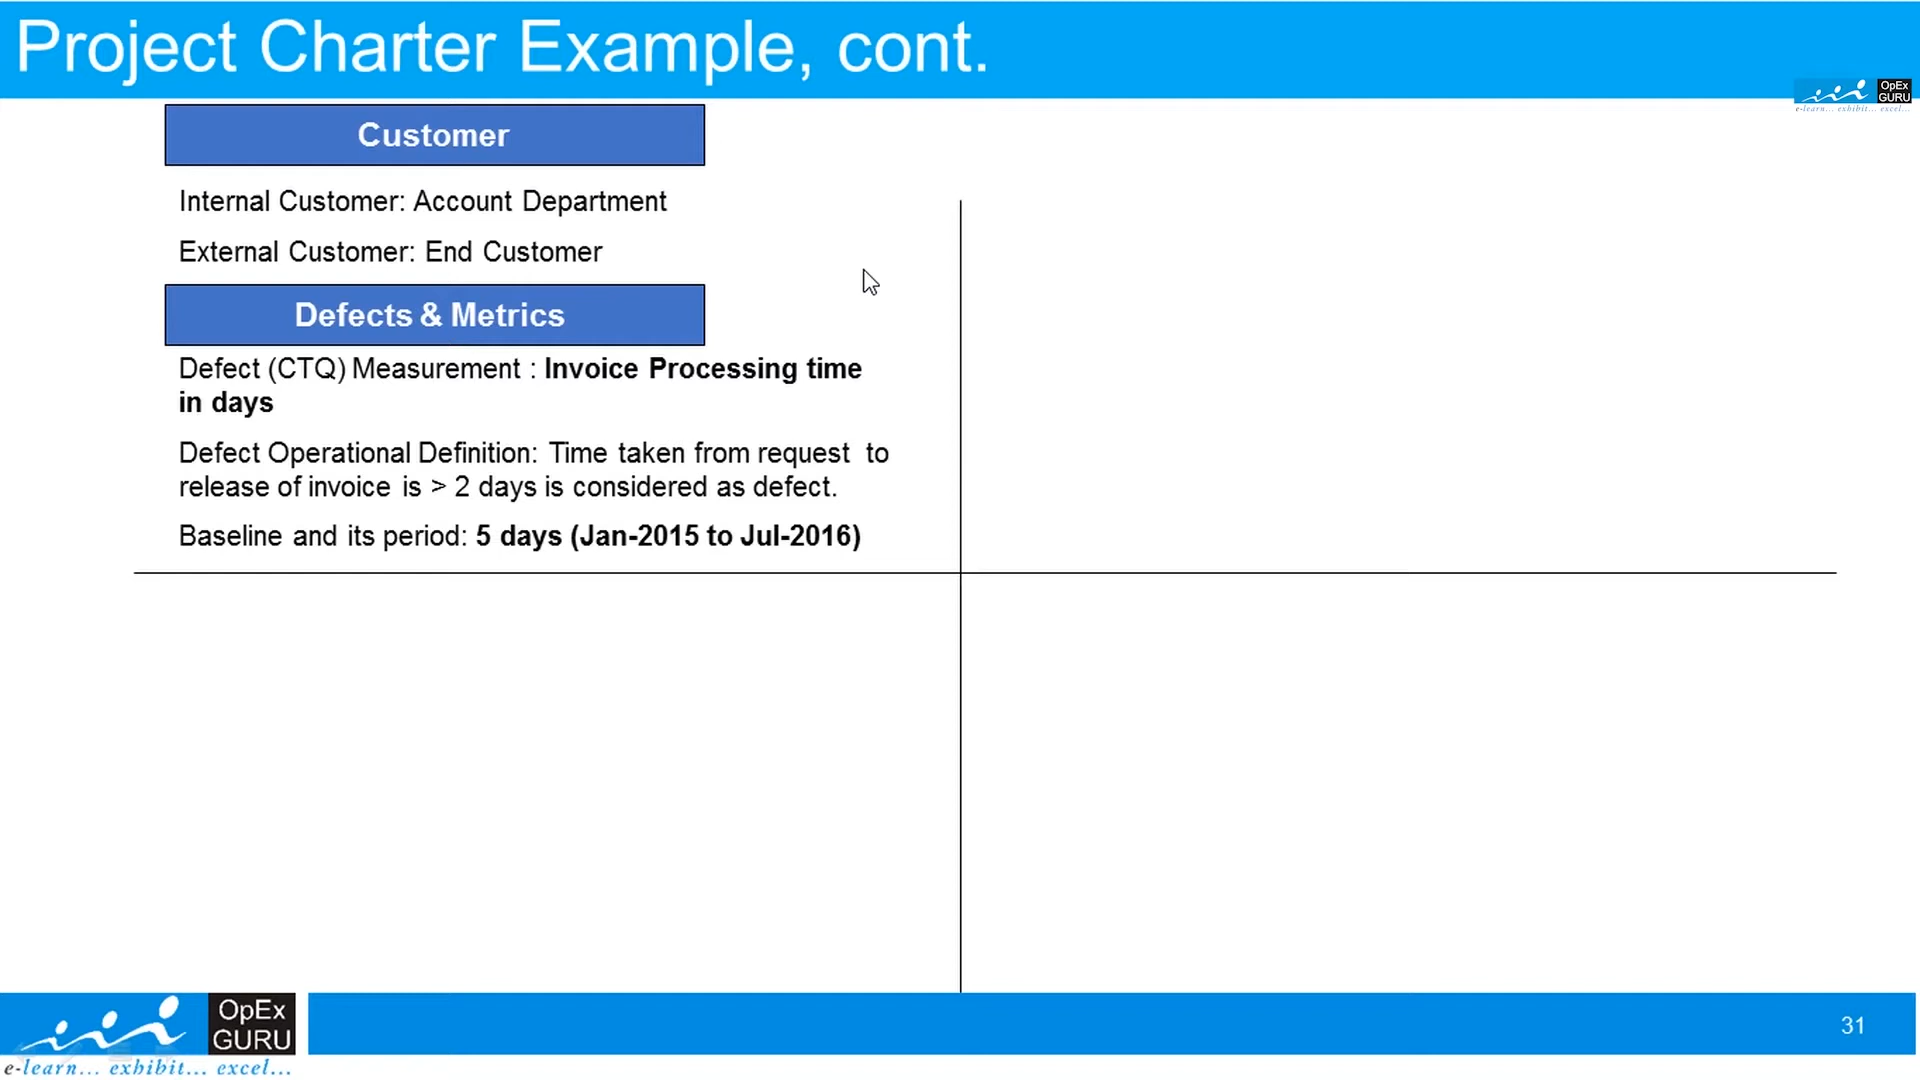 Project Charter Example, cont.
OpEx
GURU
e-learn... exhibit... excel...
Customer
Internal Customer: Account Department
External Customer: End Customer
Defects & Metrics
Defect (CTQ) Measurement : Invoice Processing time
in days
Defect Operational Definition: Time taken from request to
release of invoice is > 2 days is considered as defect.
Baseline and its period: 5 days (Jan-2015 to Jul-2016)
OpEx
GURU
e-learn... exhibit... excel...
31